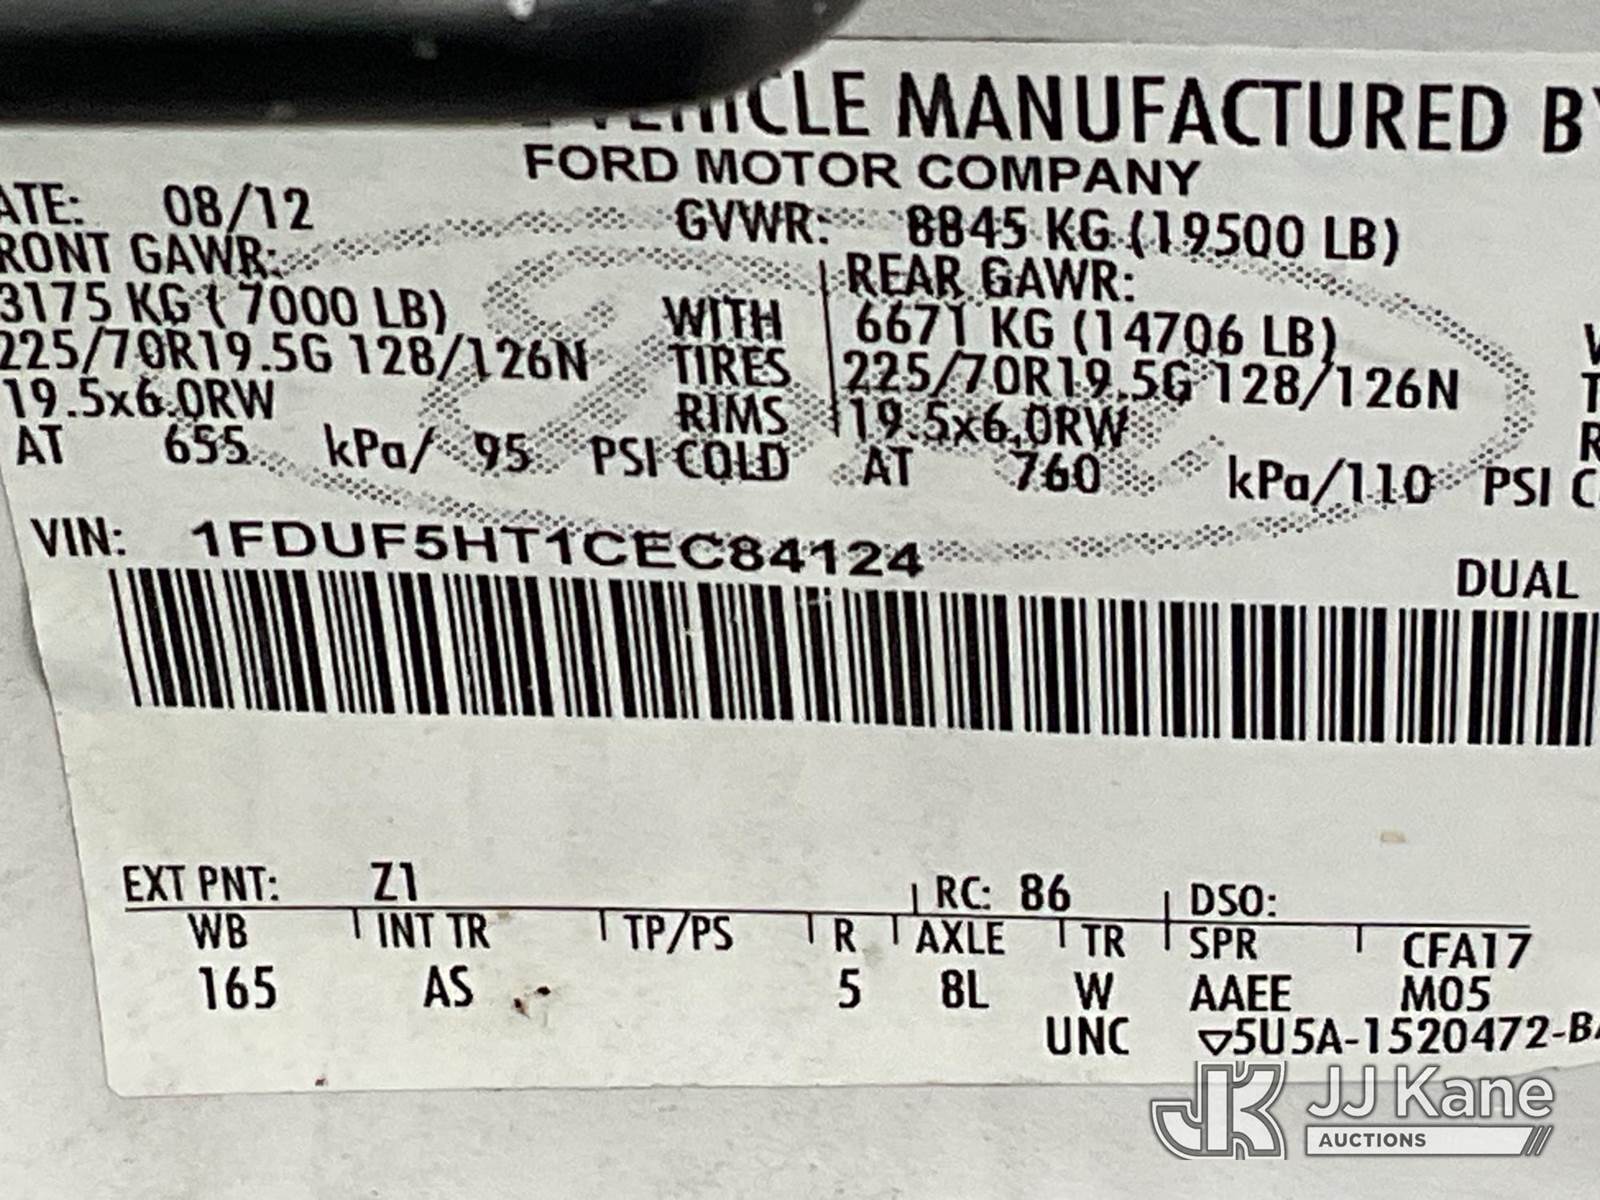 VEHICLE MANUFACTURED BY
FORD MOTOR COMPANY
ATE: 08/12 GVWR: 8845 KG (19500 LB)
RONT GAWR: REAR GAWR:
3175 KG ( 7000 LB) WITH 6671 KG (14706 LB)
225/70R19.5G 128/126N TIRES 225/70R19.5G 128/126N
19.5x6.0RW RIMS 19.5x6.0RW
AT 655 kPa/ 95 PSI COLD AT 760 kPa/110 PSI C
VIN: 1FDUF5HT1CEC84124
DUAL
EXT PNT: Z1 RC: 86 DSO:
WB INT TR TP/PS R AXLE TR SPR CFA17
165 AS 5 8L W AAEE M05
UNC ▽5U5A-1520472-BA
JK JJ Kane
AUCTIONS